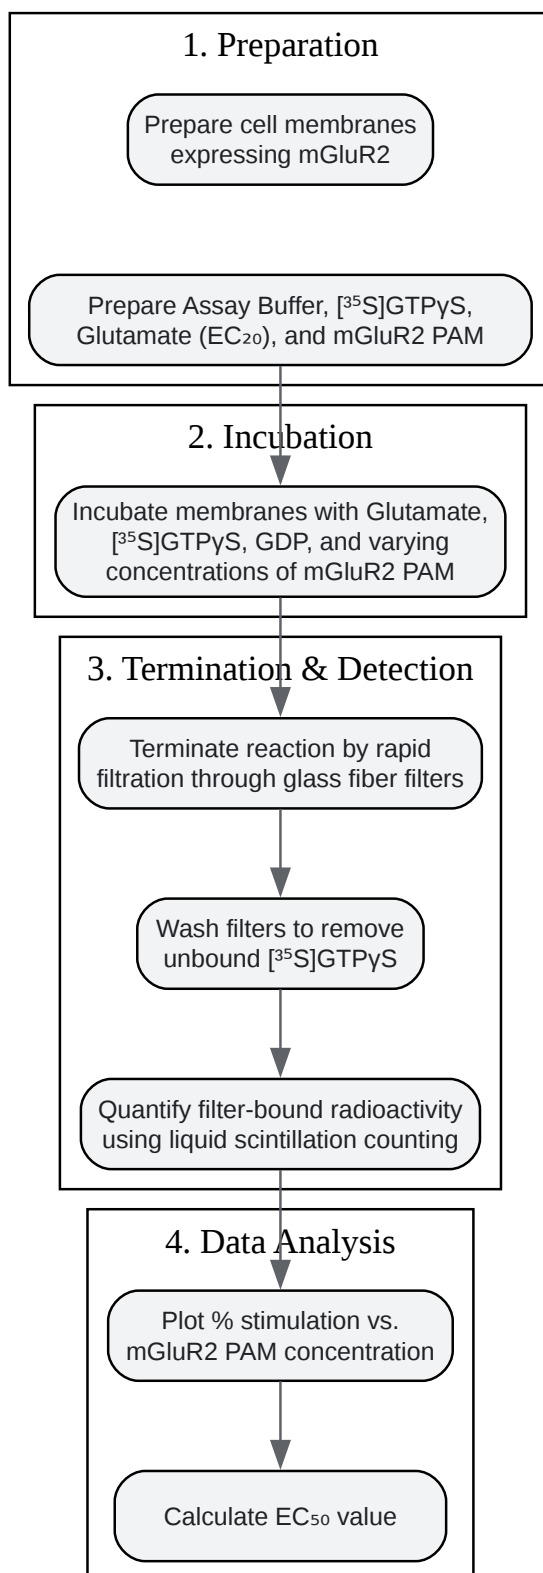 1. Preparation
Prepare cell membranes
expressing mGluR2
Prepare Assay Buffer, [³⁵S]GTPγS,
Glutamate (EC₂₀), and mGluR2 PAM
2. Incubation
Incubate membranes with Glutamate,
[³⁵S]GTPγS, GDP, and varying
concentrations of mGluR2 PAM
3. Termination & Detection
Terminate reaction by rapid
filtration through glass fiber filters
Wash filters to remove
unbound [³⁵S]GTPγS
Quantify filter-bound radioactivity
using liquid scintillation counting
4. Data Analysis
Plot % stimulation vs.
mGluR2 PAM concentration
Calculate EC₅₀ value